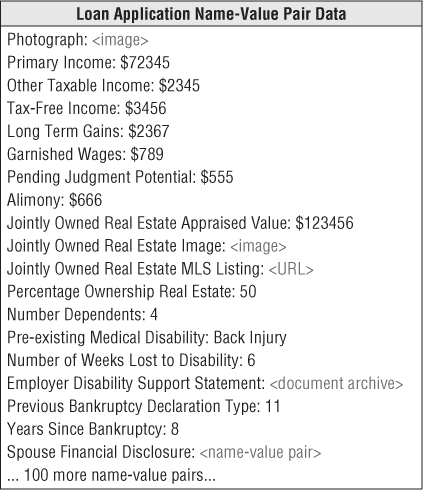 Loan Application Name-Value Pair Data
Photograph: <image>
Primary Income: $72345
Other Taxable Income: $2345
Tax-Free Income: $3456
Long Term Gains: $2367
Garnished Wages: $789
Pending Judgment Potential: $555
Alimony: $666
Jointly Owned Real Estate Appraised Value: $123456
Jointly Owned Real Estate Image: <image>
Jointly Owned Real Estate MLS Listing: <URL>
Percentage Ownership Real Estate: 50
Number Dependents: 4
Pre-existing Medical Disability: Back Injury
Number of Weeks Lost to Disability: 6
Employer Disability Support Statement: <document archive>
Previous Bankruptcy Declaration Type: 11
Years Since Bankruptcy: 8
Spouse Financial Disclosure: <name-value pair>
... 100 more name-value pairs...